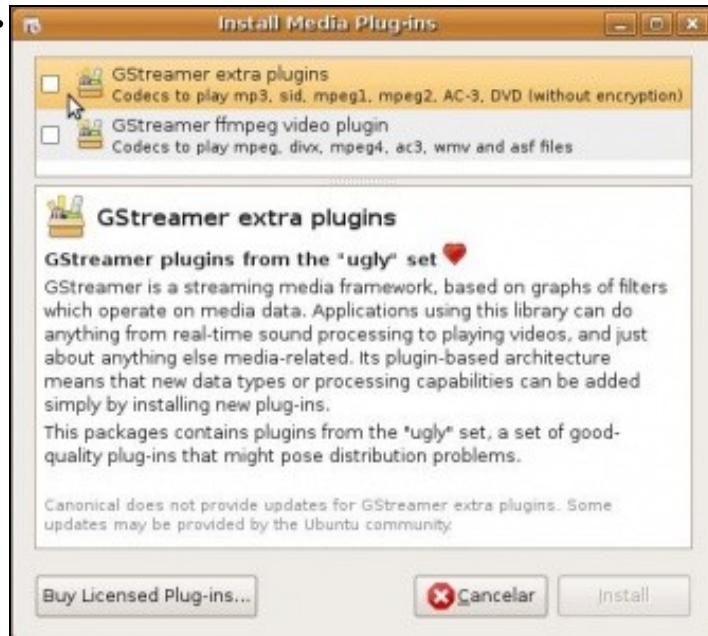 Install Media Plug-ins
GStreamer extra plugins
Codecs to play mp3, sid, mpeg1, mpeg2, AC-3, DVD (without encryption)
GStreamer ffmpeg video plugin
Codecs to play mpeg, divx, mpeg4, ac3, wmv and asf files
GStreamer extra plugins
GStreamer plugins from the "ugly" set
GStreamer is a streaming media framework, based on graphs of filters
which operate on media data. Applications using this library can do
anything from real-time sound processing to playing videos, and just
about anything else media-related. Its plugin-based architecture
means that new data types or processing capabilities can be added
simply by installing new plug-ins.
This packages contains plugins from the "ugly" set, a set of good-
quality plug-ins that might pose distribution problems.
Canonical does not provide updates for GStreamer extra plugins. Some
updates may be provided by the Ubuntu community.
Buy Licensed Plug-ins...
Cancelar
Install